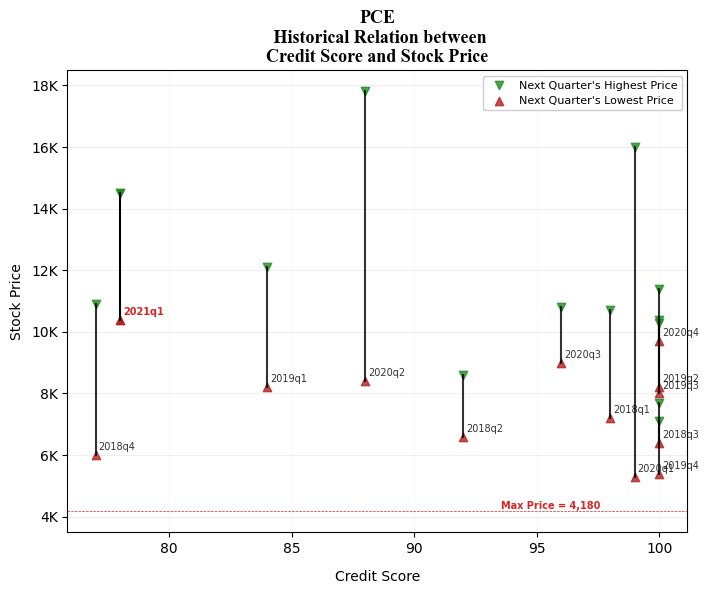 PCE
Historical Relation between
Credit Score and Stock Price
Next Quarter's Highest Price
Next Quarter's Lowest Price
18K
16K
14K
12K
10K
8K
6K
4K
Stock Price
2021q1
2020q4
2019q1
2020q2
2020q3
2019q2
2019q3
2018q1
2018q2
2018q3
2018q4
2019q4
2020q1
Max Price = 4,180
80
85
90
95
100
Credit Score